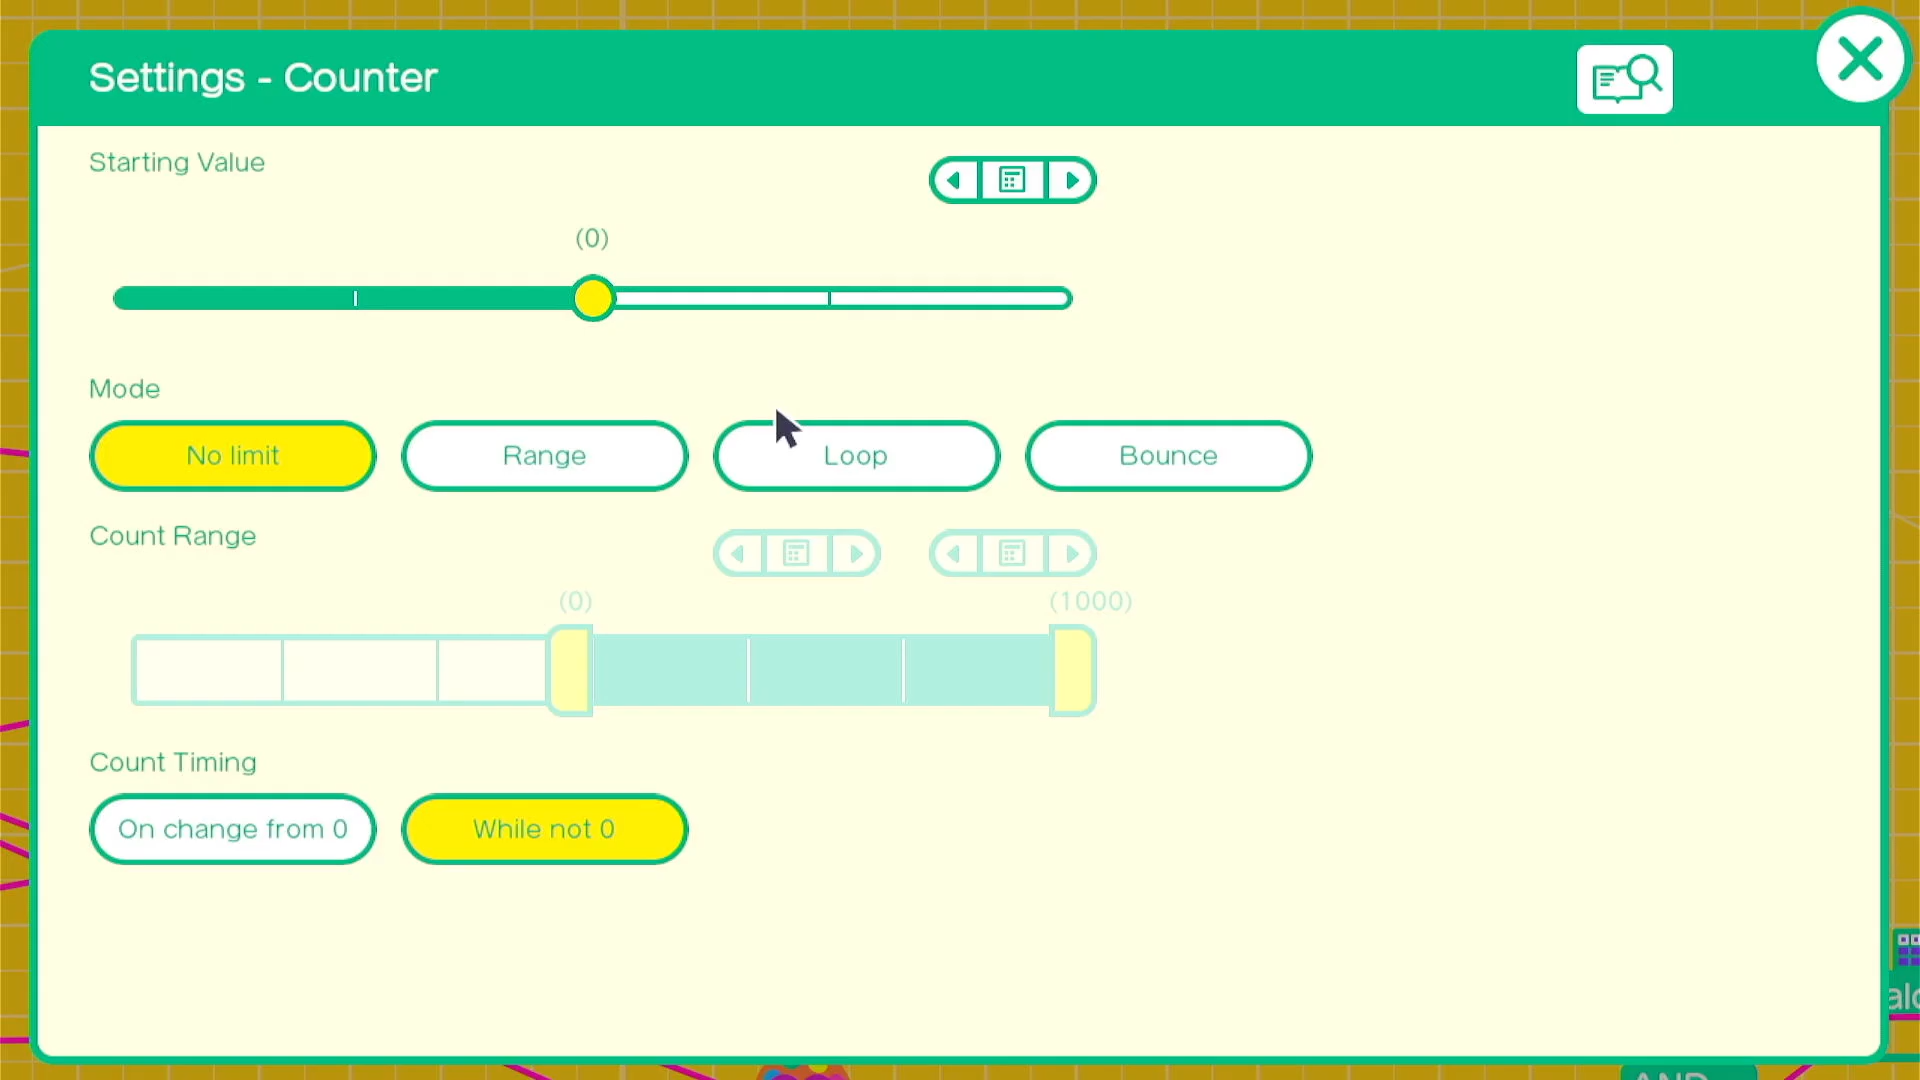 Settings - Counter
Starting Value
(0)
Mode
No limit
Range
Loop
Bounce
Count Range
(0)
(1000)
Count Timing
On change from 0
While not 0
AND